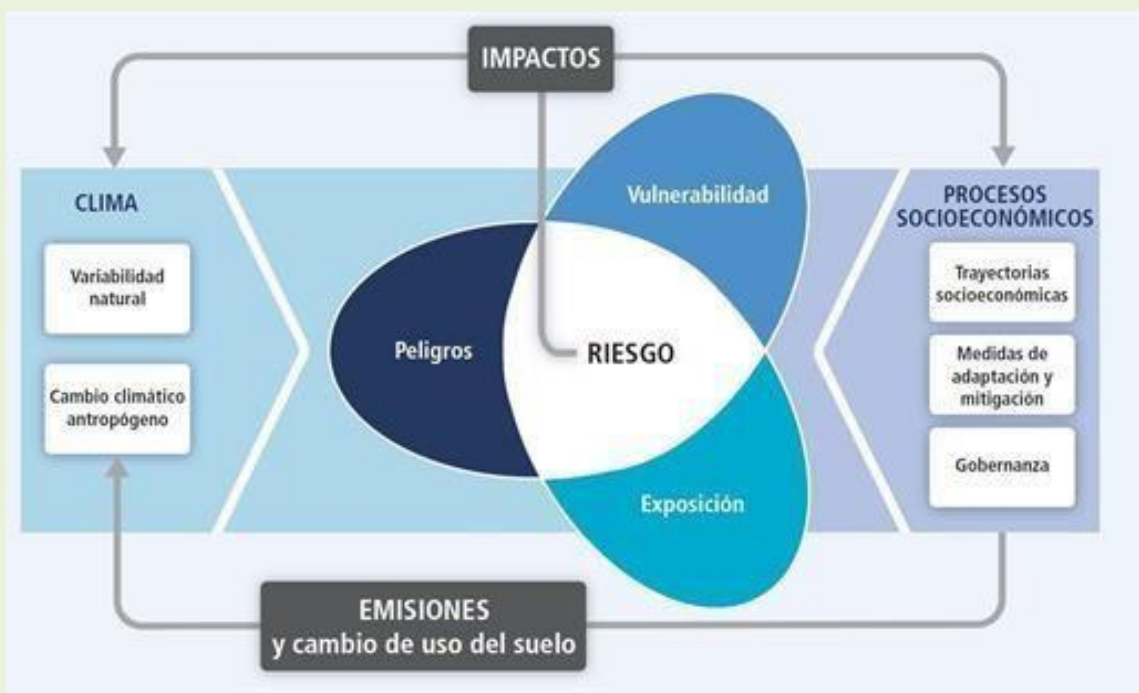 IMPACTOS
CLIMA
Variabilidad
natural
Cambio climático
antropógeno
Vulnerabilidad
Peligros
RIESGO
Exposición
PROCESOS
SOCIOECONÓMICOS
Trayectorias
socioeconómicas
Medidas de
adaptación y
mitigación
Gobernanza
EMISIONES
y cambio de uso del suelo